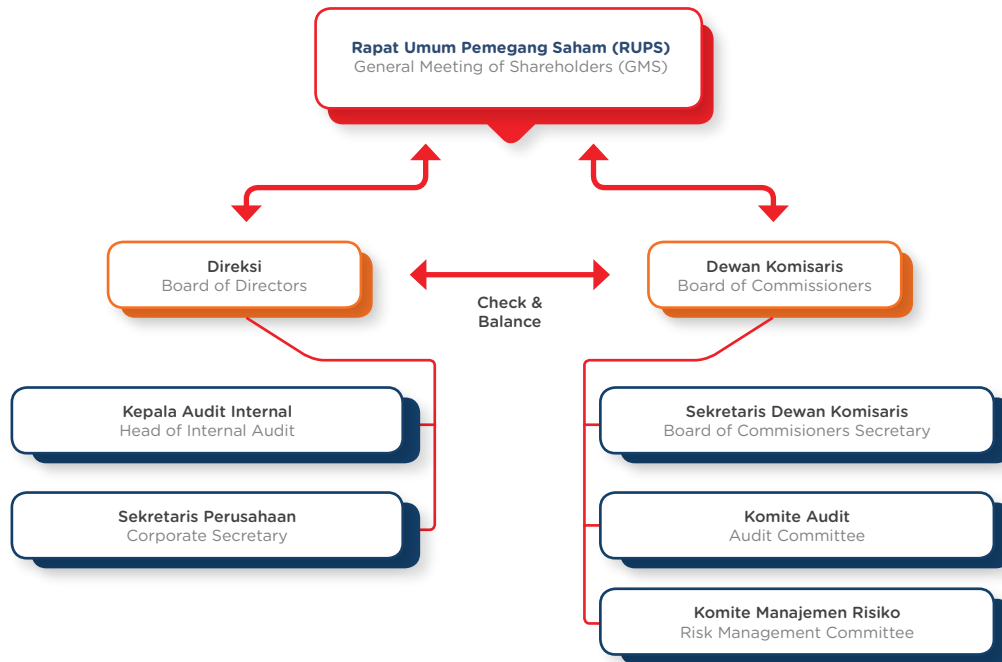 Rapat Umum Pemegang Saham (RUPS)
General Meeting of Shareholders (GMS)
Direksi
Board of Directors
Check &
Balance
Dewan Komisaris
Board of Commissioners
Kepala Audit Internal
Head of Internal Audit
Sekretaris Perusahaan
Corporate Secretary
Sekretaris Dewan Komisaris
Board of Commisioners Secretary
Komite Audit
Audit Committee
Komite Manajemen Risiko
Risk Management Committee